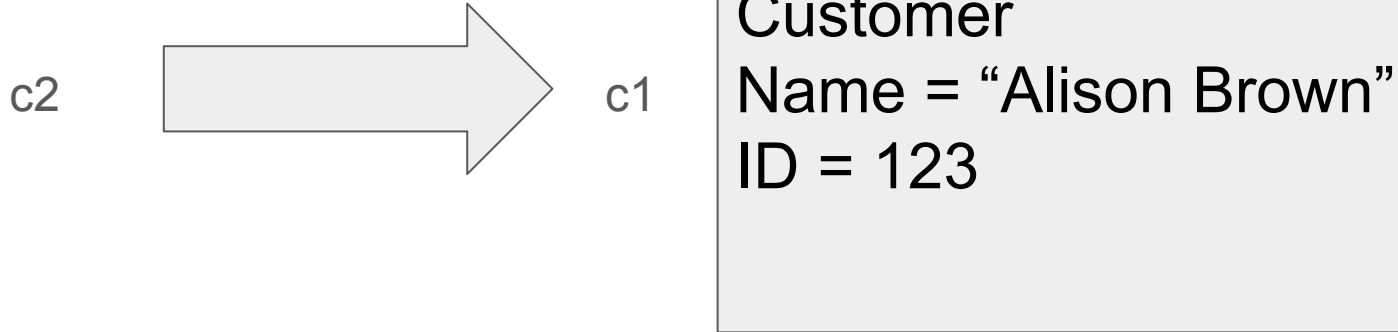 c2
c1
Customer
Name = “Alison Brown”
ID = 123